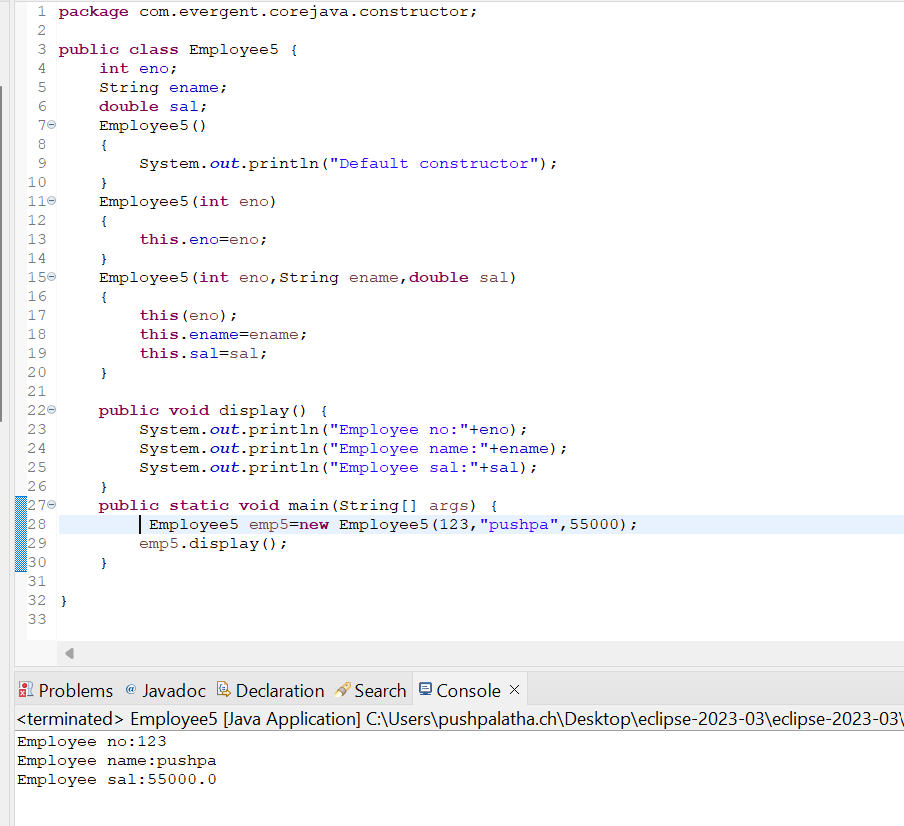 1 package com.evergent.corejava.constructor;
2
3 public class Employee5 {
4     int eno;
5     String ename;
6     double sal;
7     Employee5()
8     {
9         System.out.println("Default constructor");
10     }
11     Employee5(int eno)
12     {
13         this.eno=eno;
14     }
15     Employee5(int eno,String ename,double sal)
16     {
17         this(eno);
18         this.ename=ename;
19         this.sal=sal;
20     }
21
22     public void display() {
23         System.out.println("Employee no:"+eno);
24         System.out.println("Employee name:"+ename);
25         System.out.println("Employee sal:"+sal);
26     }
27     public static void main(String[] args) {
28         Employee5 emp5=new Employee5(123,"pushpa",55000);
29         emp5.display();
30     }
31
32 }
33
Problems @ Javadoc Declaration Search Console
<terminated> Employee5 [Java Application] C:\Users\pushpalatha.ch\Desktop\eclipse-2023-03\eclipse-2023-03\
Employee no:123
Employee name:pushpa
Employee sal:55000.0